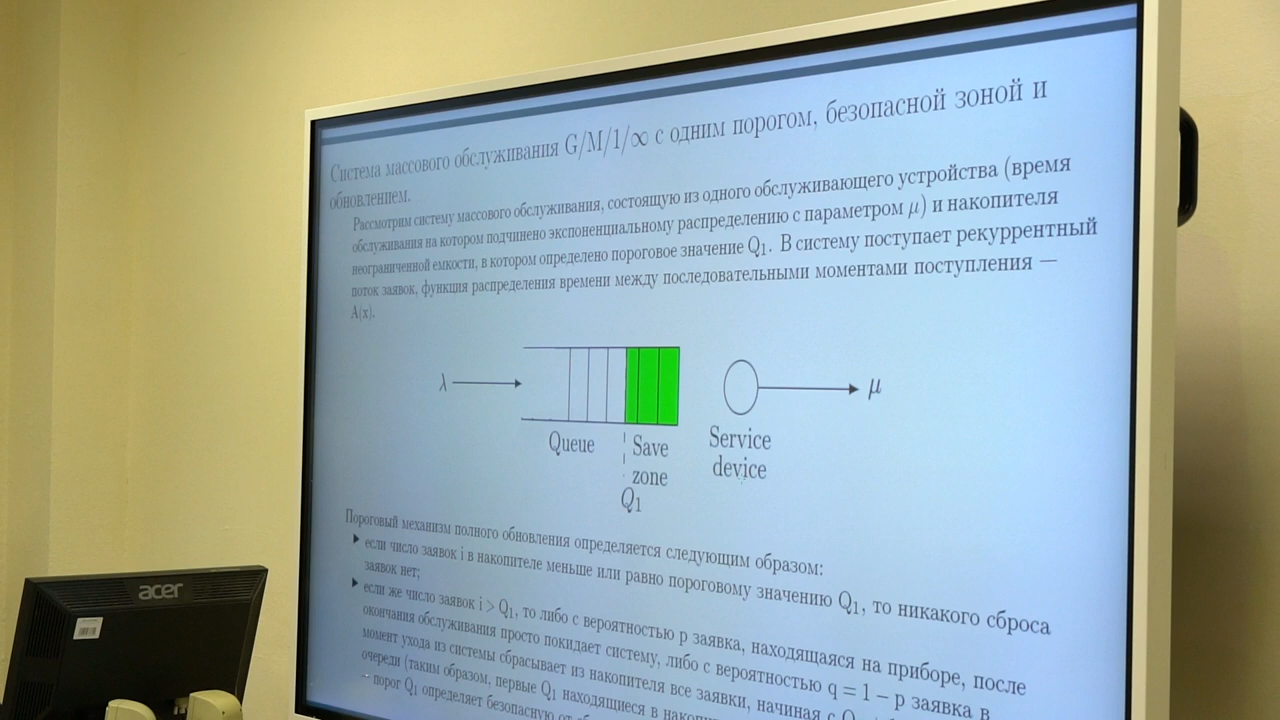 Система массового обслуживания G/M/1/∞ с одним порогом, безопасной зоной и
обновлением.
Рассмотрим систему массового обслуживания, состоящую из одного обслуживающего устройства (время
обслуживания на котором подчинено экспоненциальному распределению с параметром μ) и накопителя
неограниченной емкости, в котором определено пороговое значение Q₁. В систему поступает рекуррентный
поток заявок, функция распределения времени между последовательными моментами поступления —
A(x).
λ
μ
Queue
Save
zone
Q₁
Service
device
Пороговый механизм полного обновления определяется следующим образом:
если число заявок i в накопителе меньше или равно пороговому значению Q₁, то никакого сброса
заявок нет;
если же число заявок i > Q₁, то либо с вероятностью p заявка, находящаяся на приборе, после
окончания обслуживания просто покидает систему, либо с вероятностью q = 1 − p заявка в
момент ухода из системы сбрасывает из накопителя все заявки, начиная с
очереди (таким образом, первые Q₁ находящиеся в
— порог Q₁ определяет безопасную от
acer